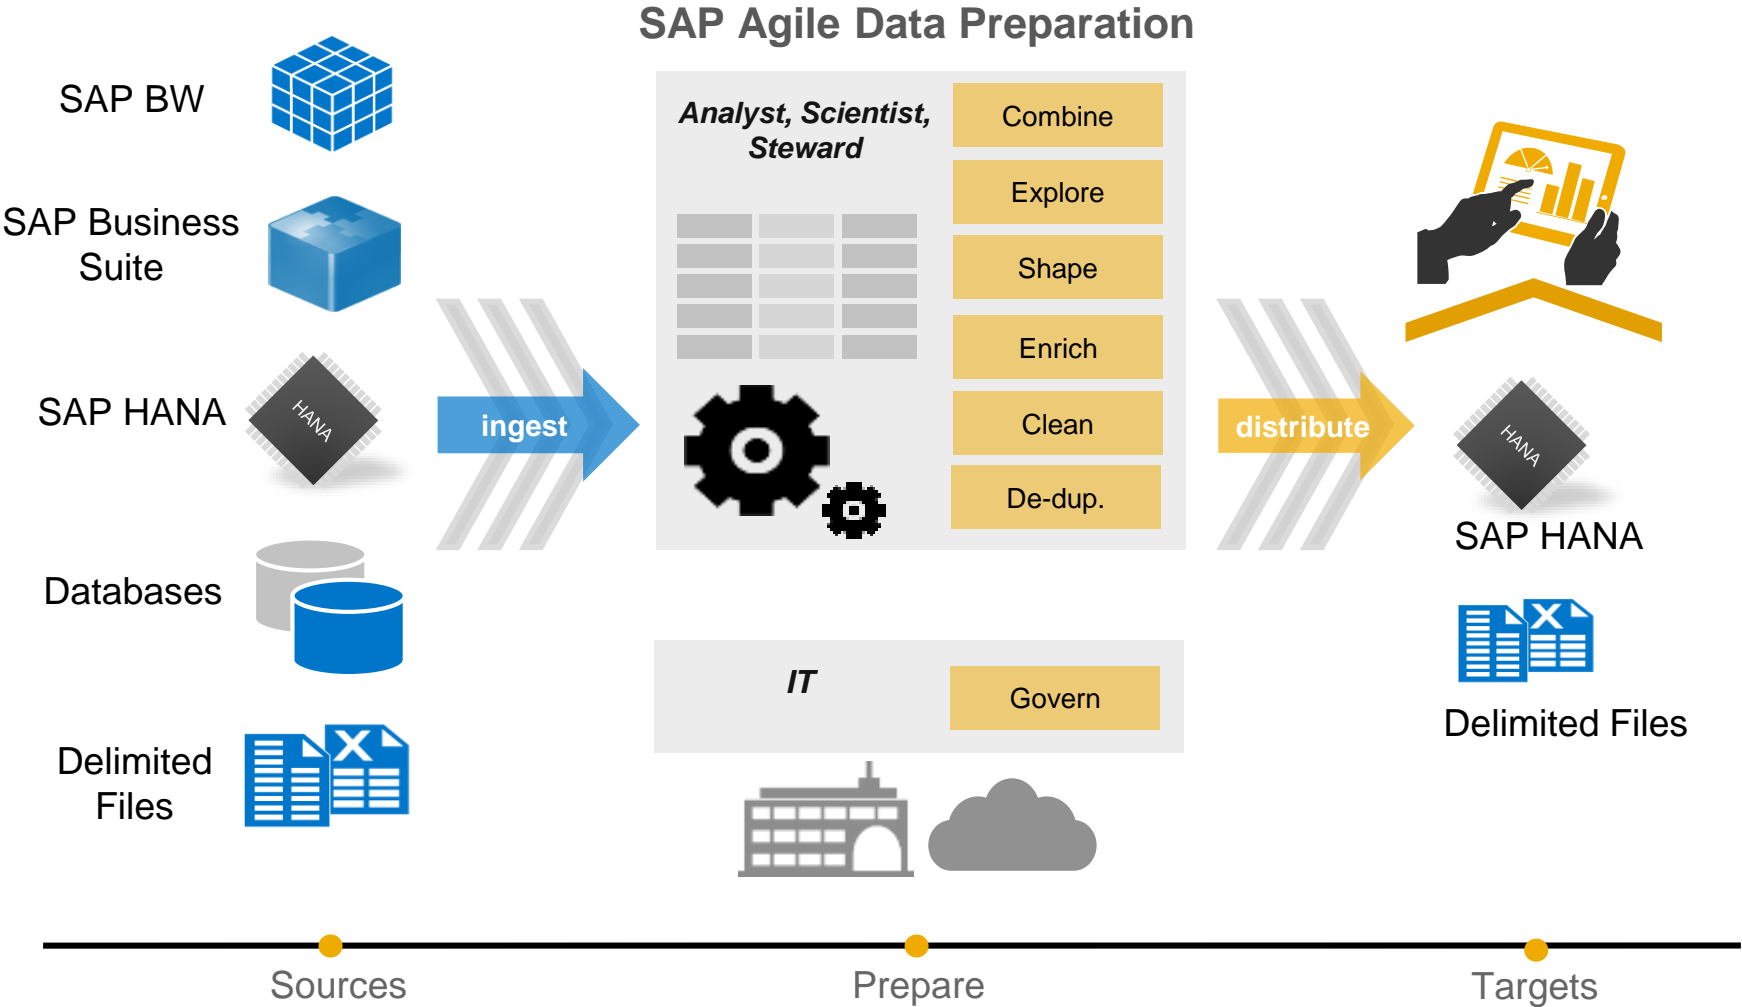 SAP Agile Data Preparation
SAP BW
SAP Business
Suite
SAP HANA
HANA
Databases
Delimited
Files
ingest
Analyst, Scientist,
Steward
Combine
Explore
Shape
Enrich
Clean
De-dup.
IT
Govern
distribute
HANA
SAP HANA
X
Delimited Files
X
Sources
Prepare
Targets